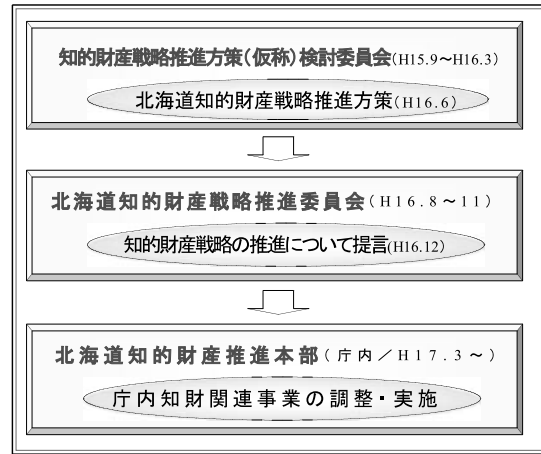 知的財産戦略推進方策(仮称)検討委員会(H15.9～H16.3)
北海道知的財産戦略推進方策(H16.6)
北海道知的財産戦略推進委員会(H16.8～11)
知的財産戦略の推進について提言(H16.12)
北海道知的財産推進本部(庁内／H17.3～)
庁内知財関連事業の調整・実施